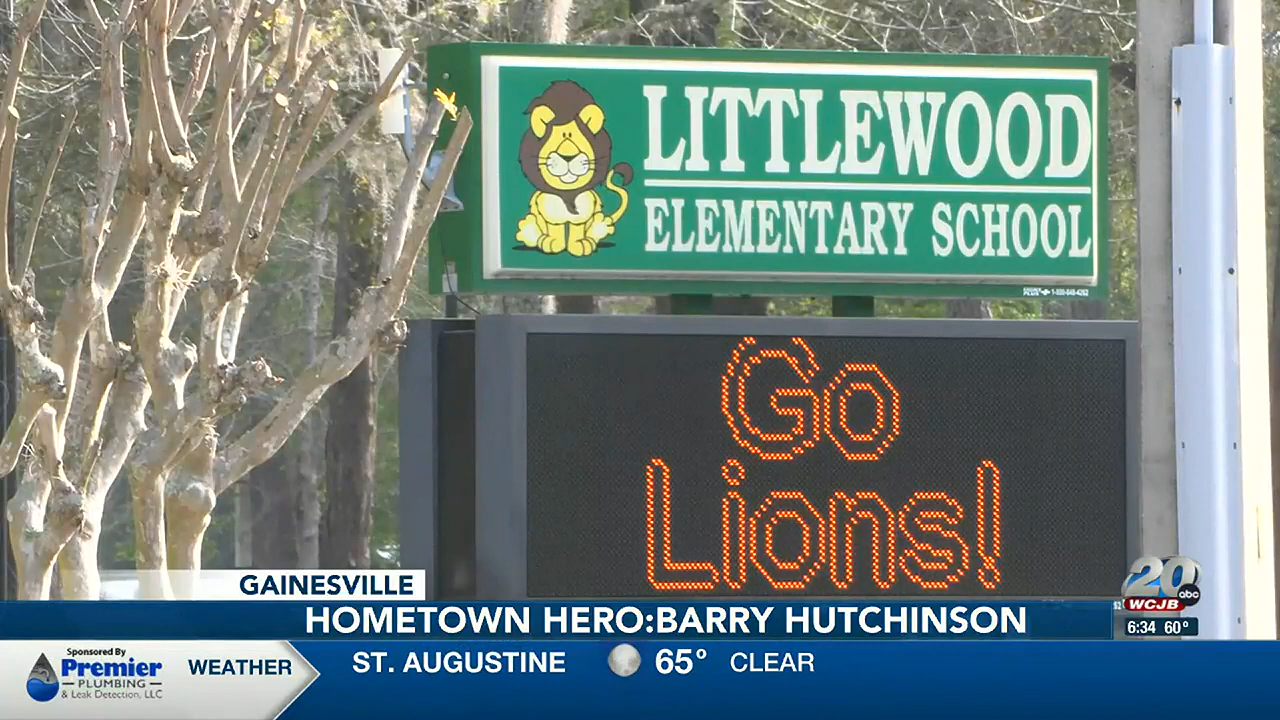 LITTLEWOOD
ELEMENTARY SCHOOL
Go
Lions!
GAINESVILLE
HOMETOWN HERO:BARRY HUTCHINSON
20
WCJB
abc
6:34 60°
Sponsored By
Premier
PLUMBING
& Leak Detection, LLC
WEATHER
ST. AUGUSTINE 65° CLEAR